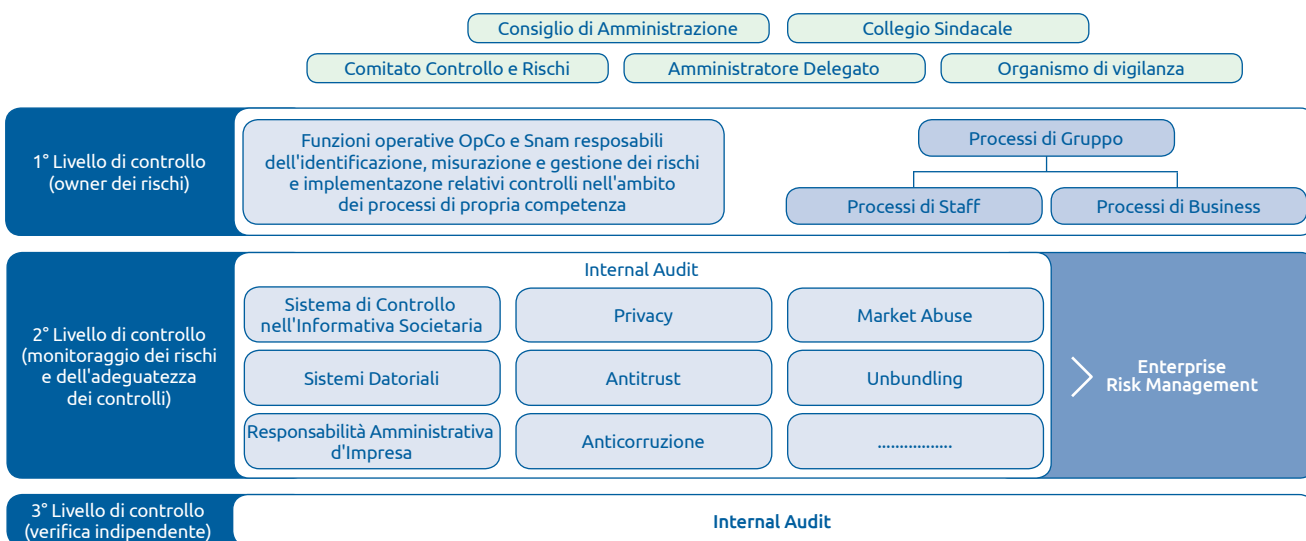 Consiglio di Amministrazione
Collegio Sindacale
Comitato Controllo e Rischi
Amministratore Delegato
Organismo di vigilanza
1° Livello di controllo
(owner dei rischi)
Funzioni operative OpCo e Snam resposabili
dell'identificazione, misurazione e gestione dei rischi
e implementazone relativi controlli nell'ambito
dei processi di propria competenza
Processi di Gruppo
Processi di Staff
Processi di Business
2° Livello di controllo
(monitoraggio dei rischi
e dell'adeguatezza
dei controlli)
Internal Audit
Sistema di Controllo
nell'Informativa Societaria
Privacy
Market Abuse
Sistemi Datoriali
Antitrust
Unbundling
Responsabilità Amministrativa
d'Impresa
Anticorruzione
................
Enterprise
Risk Management
3° Livello di controllo
(verifica indipendente)
Internal Audit